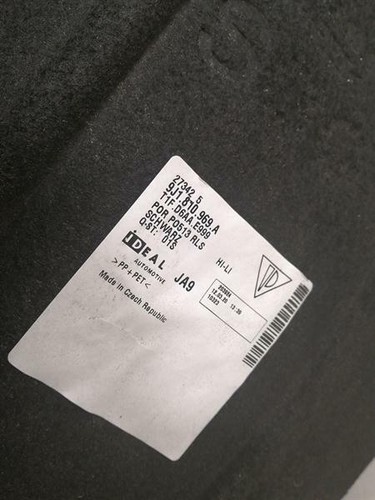 27342.5
9J1.810.969.A
TTF.D6AA.E999
POR PO513 RLS
SCHWARZ
Q-ST: 01S
HI-LI
IDEAL
AUTOMOTIVE
JA9
>PP+PET<
Made in Czech Republic